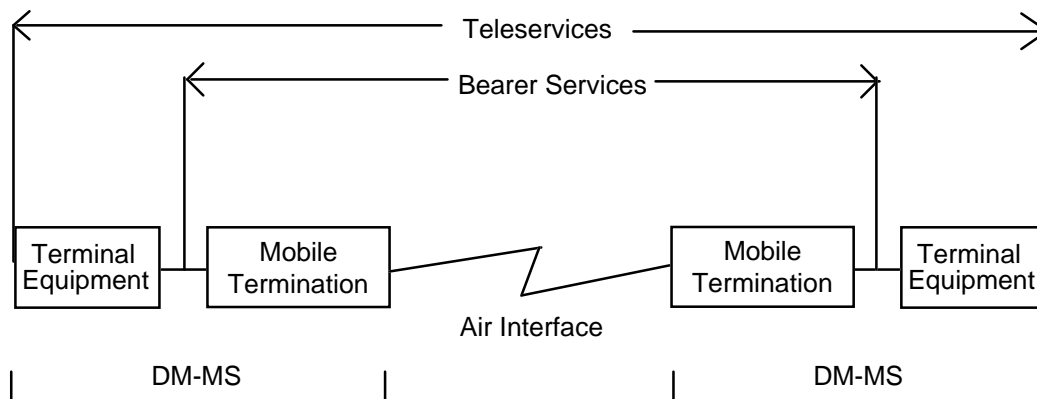 Teleservices
Bearer Services
Terminal
Equipment
Mobile
Termination
Mobile
Termination
Terminal
Equipment
Air Interface
DM-MS
DM-MS